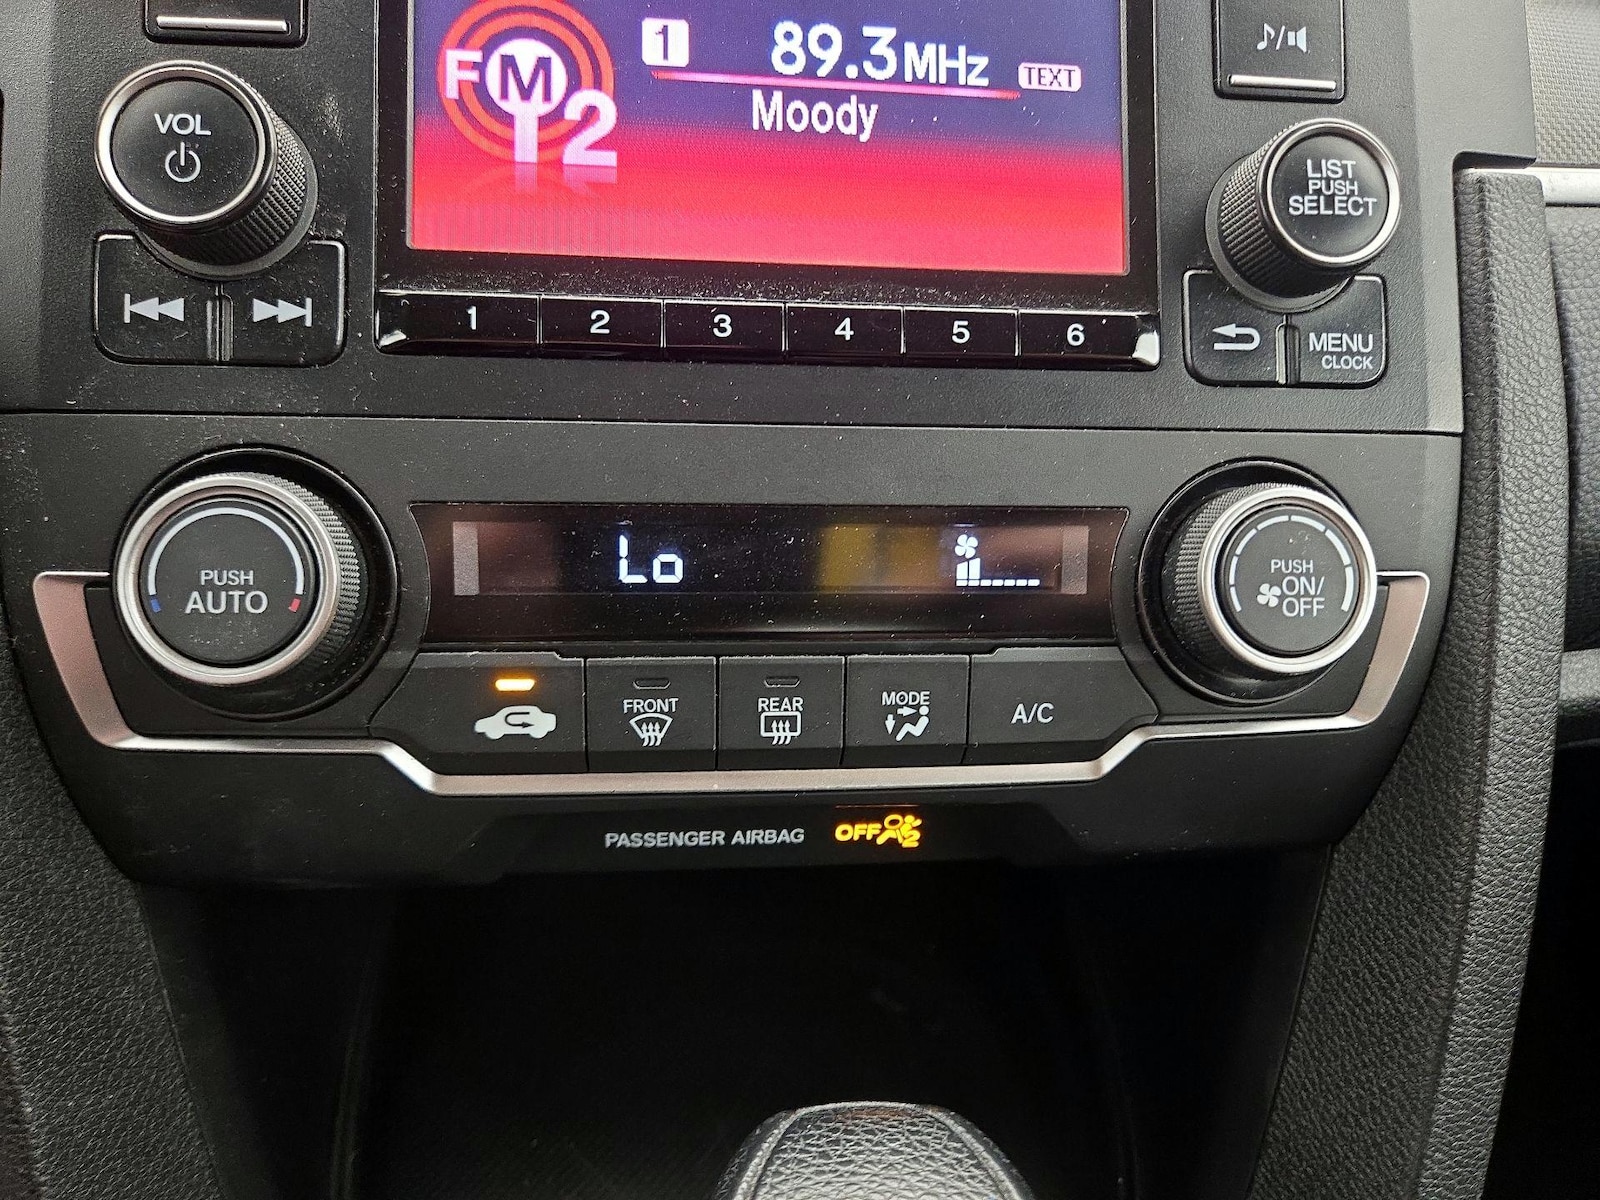 FM2
1 89.3MHz TEXT
Moody
VOL
LIST
PUSH
SELECT
1 2 3 4 5 6
MENU
CLOCK
PUSH
AUTO
Lo
PUSH
ON/
OFF
FRONT
REAR
MODE
A/C
PASSENGER AIRBAG OFF 2